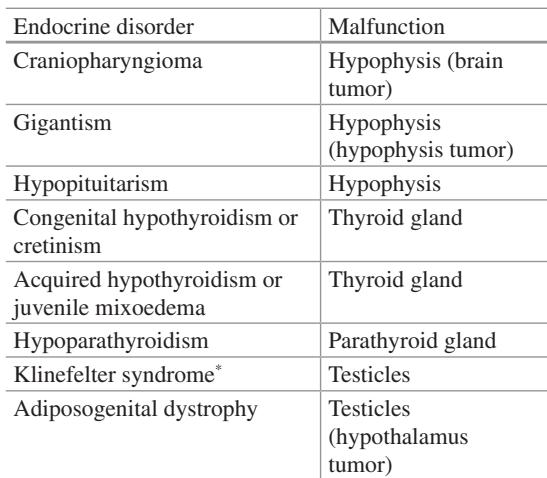 Endocrine disorder Malfunction
Craniopharyngioma Hypophysis (brain
tumor)
Gigantism Hypophysis
(hypophysis tumor)
Hypopituitarism Hypophysis
Congenital hypothyroidism or Thyroid gland
cretinism
Acquired hypothyroidism or Thyroid gland
juvenile mixoedema
Hypoparathyroidism Parathyroid gland
Klinefelter syndrome* Testicles
Adiposogenital dystrophy Testicles
(hypothalamus
tumor)